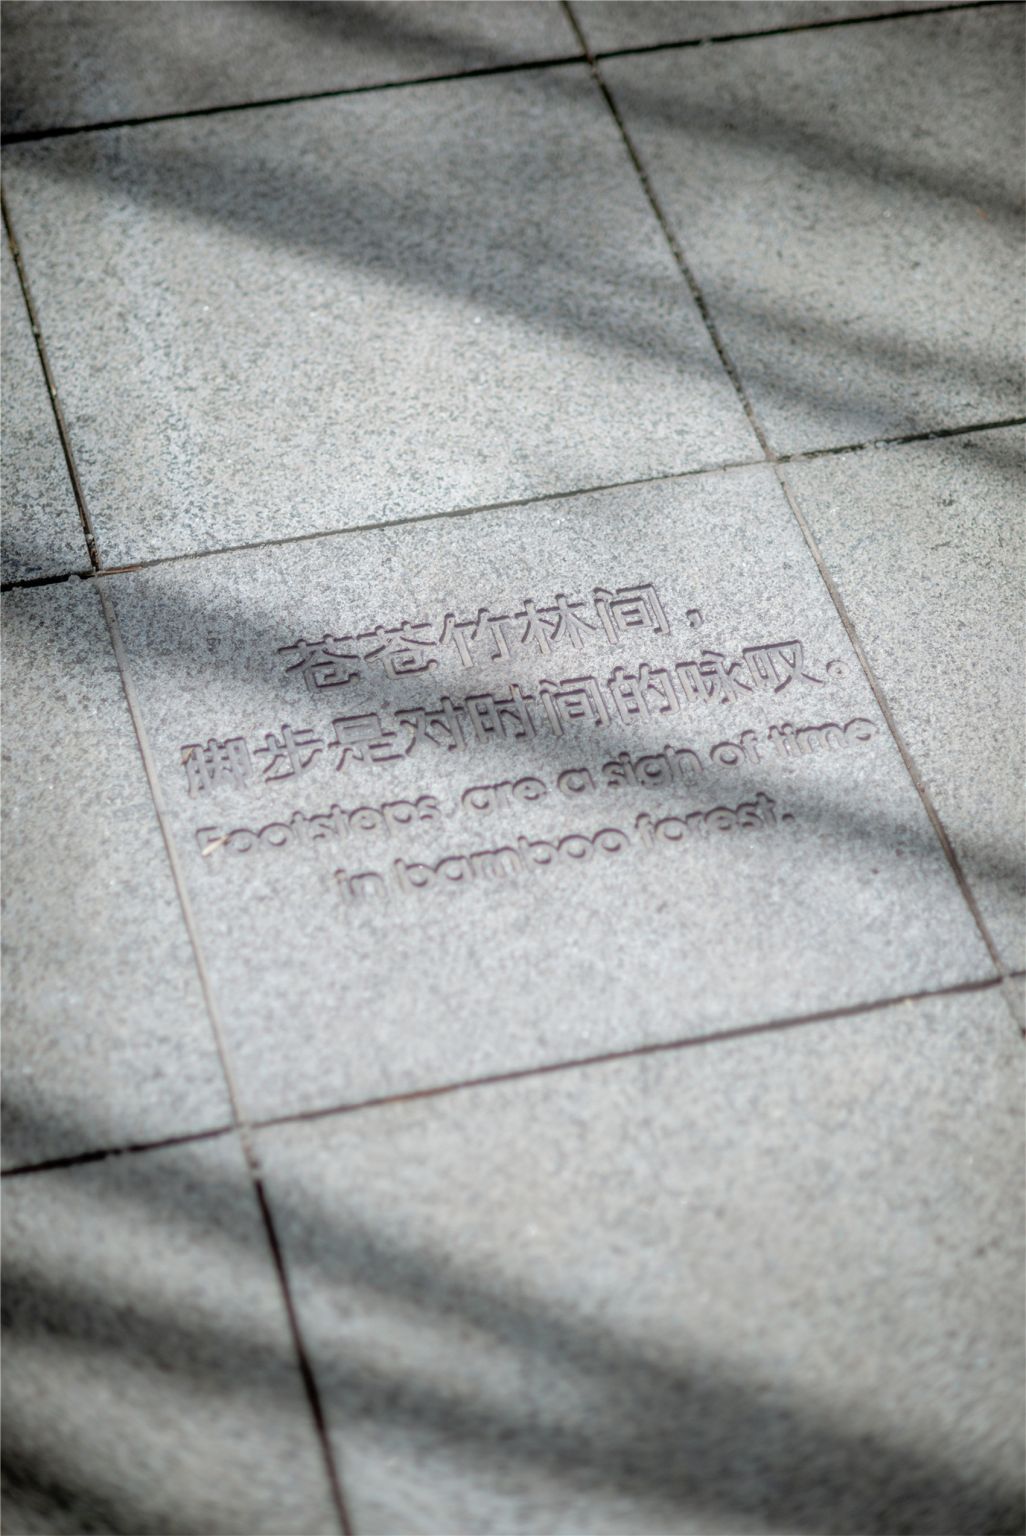 苍苍竹林间，
脚步是对时间的咏叹。
Footsteps are a sigh of time
in bamboo forest.